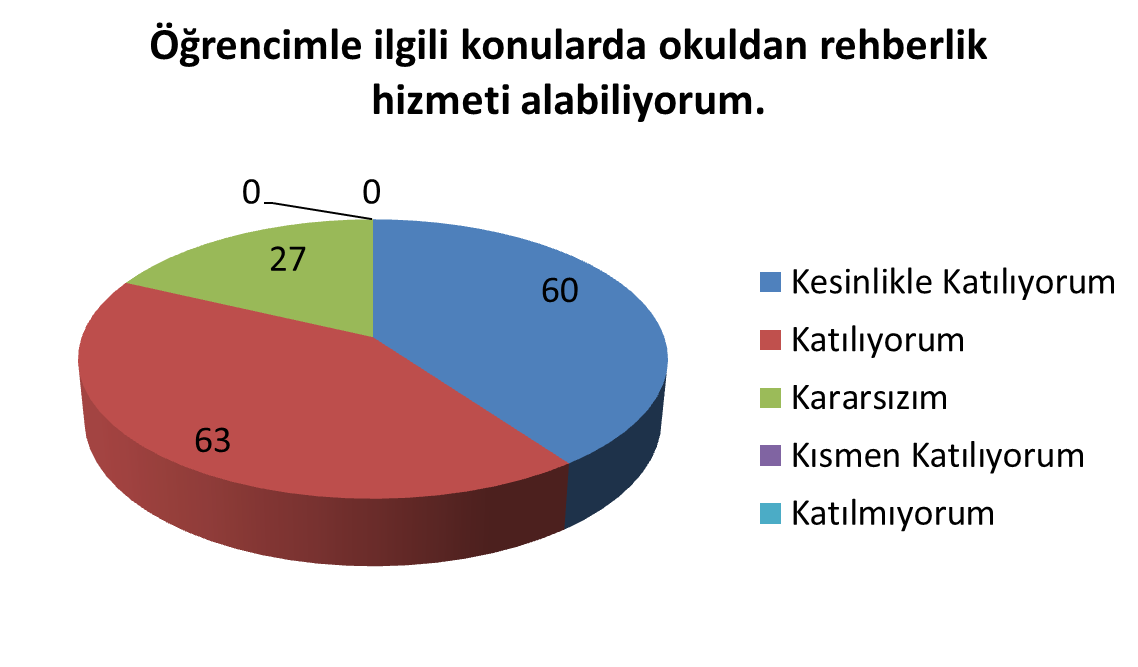 Öğrencimle ilgili konularda okuldan rehberlik
hizmeti alabiliyorum.
0
0
27
60
63
Kesinlikle Katılıyorum
Katılıyorum
Kararsızım
Kısmen Katılıyorum
Katılmıyorum